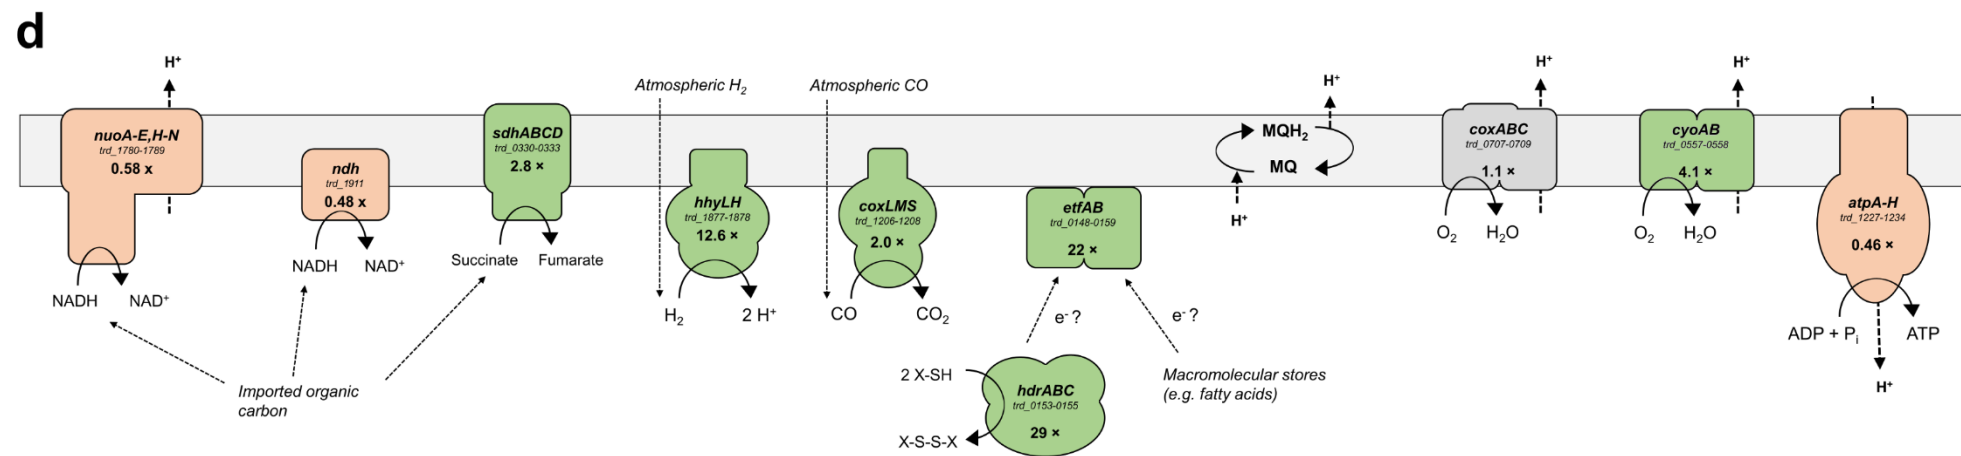 d
H⁺
nuoA-E,H-N
trd_1780-1789
0.58 x
NADH
NAD⁺
ndh
trd_1911
0.48 x
NADH
NAD⁺
sdhABCD
trd_0330-0333
2.8 ×
Succinate
Fumarate
Imported organic
carbon
Atmospheric H₂
hhyLH
trd_1877-1878
12.6 ×
H₂
2 H⁺
Atmospheric CO
coxLMS
trd_1206-1208
2.0 ×
CO
CO₂
etfAB
trd_0148-0159
22 ×
e⁻ ?
e⁻ ?
2 X-SH
X-S-S-X
hdrABC
trd_0153-0155
29 ×
Macromolecular stores
(e.g. fatty acids)
H⁺
MQH₂
MQ
H⁺
H⁺
coxABC
trd_0707-0709
1.1 ×
O₂
H₂O
H⁺
cyoAB
trd_0557-0558
4.1 ×
O₂
H₂O
atpA-H
trd_1227-1234
0.46 ×
ADP + Pᵢ
ATP
H⁺